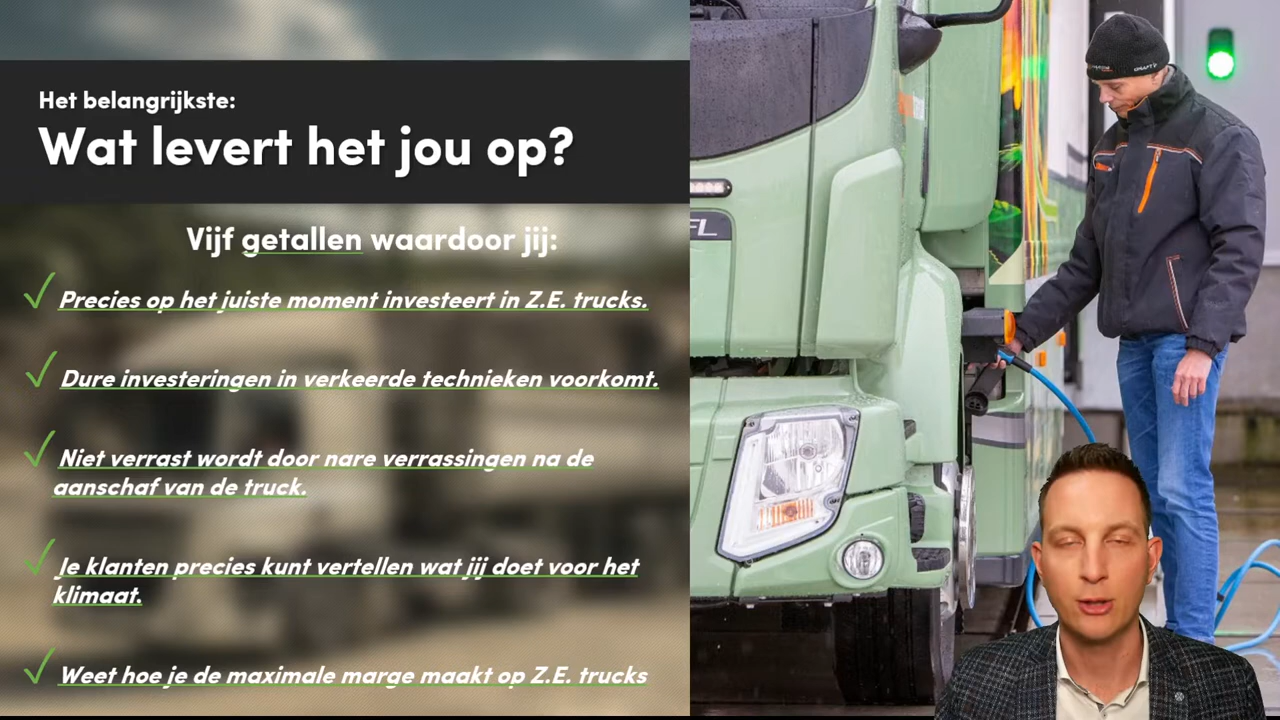 Het belangrijkste:
Wat levert het jou op?
Vijf getallen waardoor jij:
Precies op het juiste moment investeert in Z.E. trucks.
Dure investeringen in verkeerde technieken voorkomt.
Niet verrast wordt door nare verrassingen na de
aanschaf van de truck.
Je klanten precies kunt vertellen wat jij doet voor het
klimaat.
Weet hoe je de maximale marge maakt op Z.E. trucks
FL